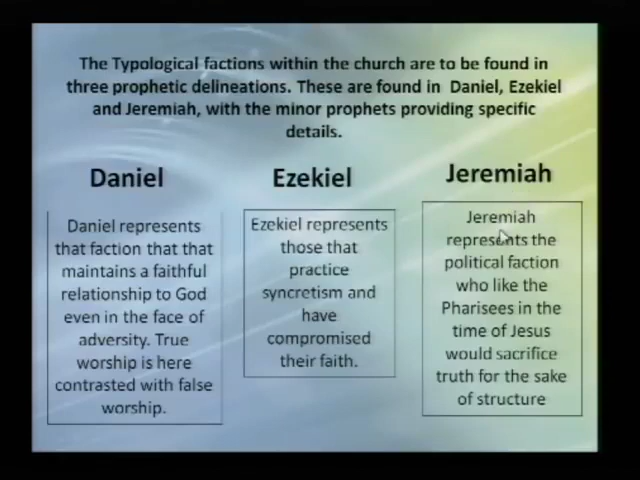 The Typological factions within the church are to be found in
three prophetic delineations. These are found in Daniel, Ezekiel
and Jeremiah, with the minor prophets providing specific
details.
Daniel
Daniel represents
that faction that that
maintains a faithful
relationship to God
even in the face of
adversity. True
worship is here
contrasted with false
worship.
Ezekiel
Ezekiel represents
those that
practice
syncretism and
have
compromised
their faith.
Jeremiah
Jeremiah
represents the
political faction
who like the
Pharisees in the
time of Jesus
would sacrifice
truth for the sake
of structure